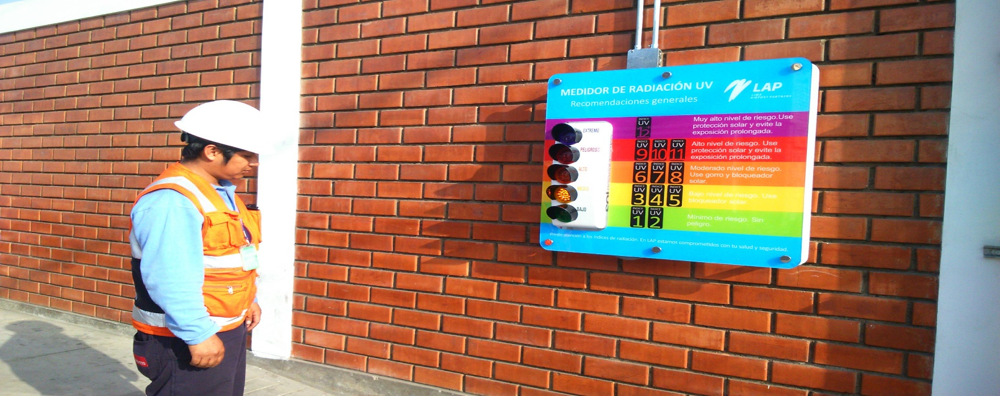 MEDIDOR DE RADIACIÓN UV
Recomendaciones generales
LAP
LIMA
AIRPORT PARTNERS
EXTREMO
INDICE
UV
12+
Muy alto nivel de riesgo.Use
protección solar y evite la
exposición prolongada.
PELIGROSO
INDICE INDICE INDICE
UV UV UV
9 10 11
Alto nivel de riesgo. Use
protección solar y evite la
exposición prolongada.
ALTO
INDICE INDICE INDICE
UV UV UV
6 7 8
Moderado nivel de riesgo.
Use gorro y bloqueador
solar.
MEDIO
INDICE INDICE INDICE
UV UV UV
3 4 5
Bajo nivel de riesgo. Use
bloqueador solar.
BAJO
INDICE INDICE
UV UV
1 2
Mínimo de riesgo. Sin
peligro.
Preste atención a los índices de radiación. En LAP estamos comprometidos con tu salud y seguridad.